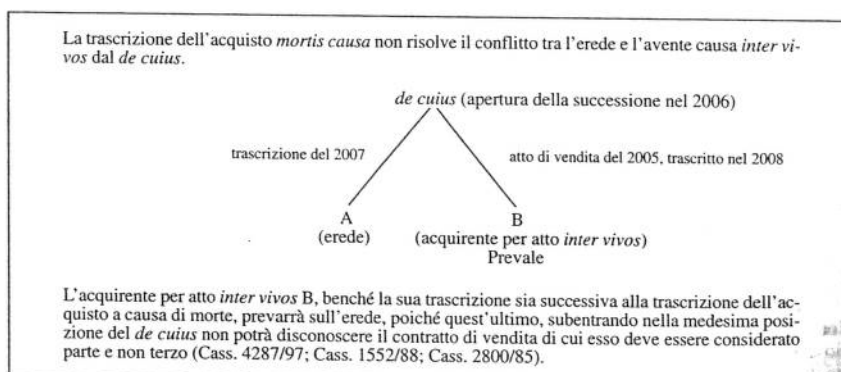 La trascrizione dell'acquisto mortis causa non risolve il conflitto tra l'erede e l'avente causa inter vi-
vos dal de cuius.
de cuius (apertura della successione nel 2006)
trascrizione del 2007
atto di vendita del 2005, trascritto nel 2008
A
(erede)
B
(acquirente per atto inter vivos)
Prevale
L'acquirente per atto inter vivos B, benché la sua trascrizione sia successiva alla trascrizione dell'ac-
quisto a causa di morte, prevarrà sull'erede, poiché quest'ultimo, subentrando nella medesima posi-
zione del de cuius non potrà disconoscere il contratto di vendita di cui esso deve essere considerato
parte e non terzo (Cass. 4287/97; Cass. 1552/88; Cass. 2800/85).